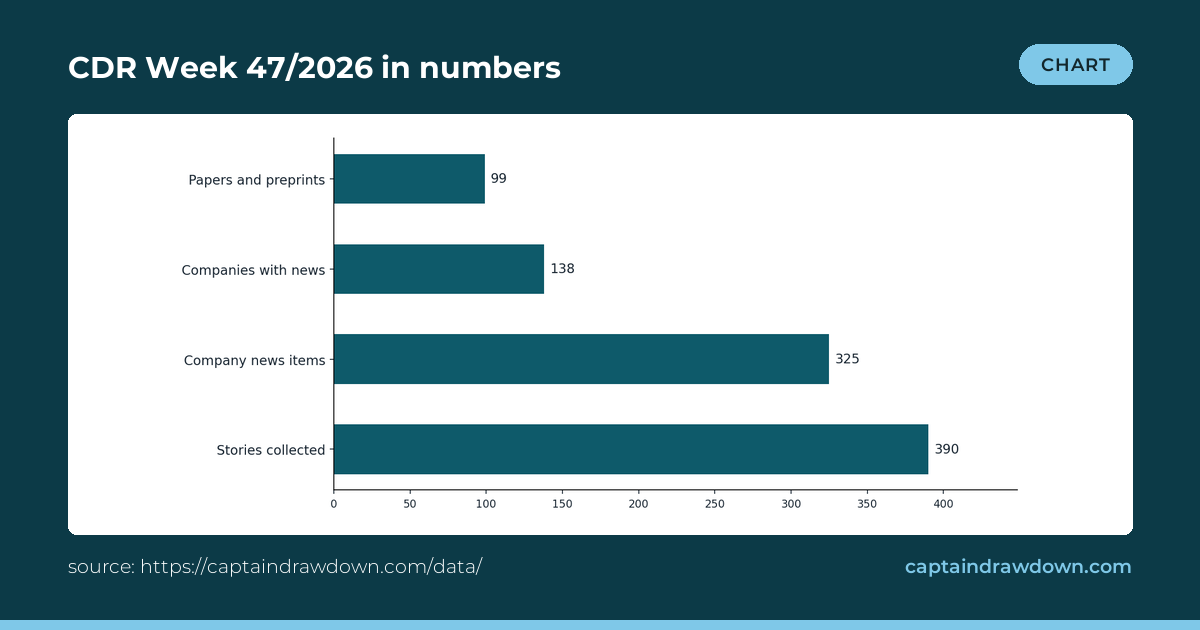 CDR Week 47/2026 in numbers
CHART
Papers and preprints 99
Companies with news 138
Company news items 325
Stories collected 390
0 50 100 150 200 250 300 350 400
source: https://captaindrawdown.com/data/
captaindrawdown.com